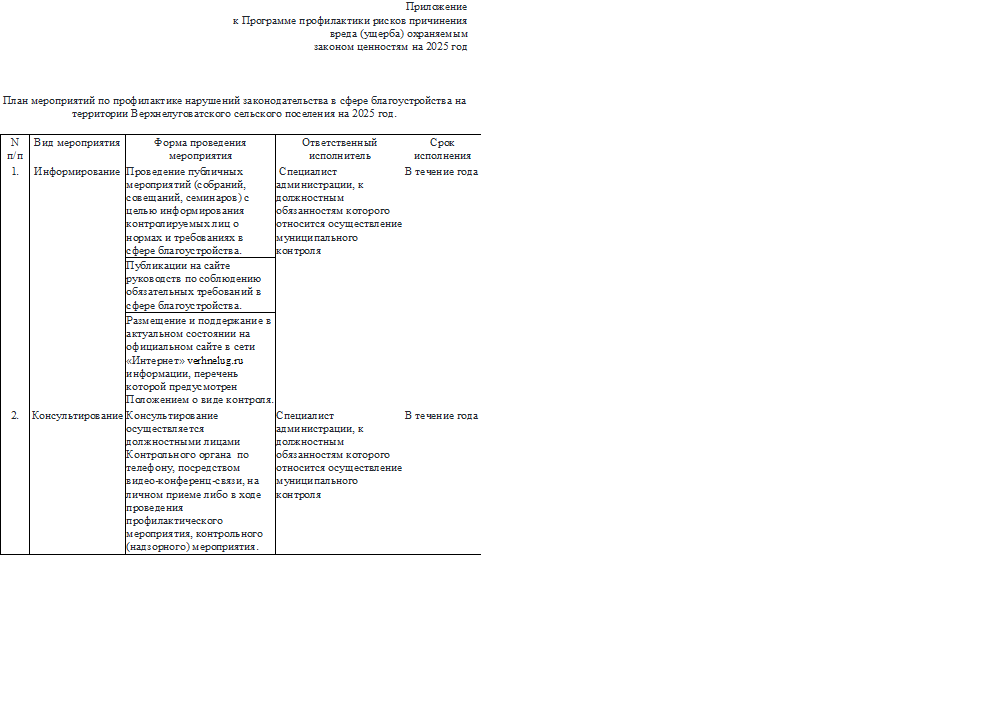 Приложение
к Программе профилактики рисков причинения
вреда (ущерба) охраняемым
законом ценностям на 2025 год
План мероприятий по профилактике нарушений законодательства в сфере благоустройства на
территории Верхнелуговатского сельского поселения на 2025 год.
N
п/п
Вид мероприятия
Форма проведения
мероприятия
Ответственный
исполнитель
Срок
исполнения
1.
Информирование
Проведение публичных
мероприятий (собраний,
совещаний, семинаров) с
целью информирования
контролируемых лиц о
нормах и требованиях в
сфере благоустройства.
Специалист
администрации, к
должностным
обязанностям которого
относится осуществление
муниципального
контроля
В течение года
Публикации на сайте
руководств по соблюдению
обязательных требований в
сфере благоустройства.
Размещение и поддержание в
актуальном состоянии на
официальном сайте в сети
«Интернет» verhnelug.ru
информации, перечень
которой предусмотрен
Положением о виде контроля.
2.
Консультирование
Консультирование
осуществляется
должностными лицами
Контрольного органа по
телефону, посредством
видео-конференц-связи, на
личном приеме либо в ходе
проведения
профилактического
мероприятия, контрольного
(надзорного) мероприятия.
Специалист
администрации, к
должностным
обязанностям которого
относится осуществление
муниципального
контроля
В течение года